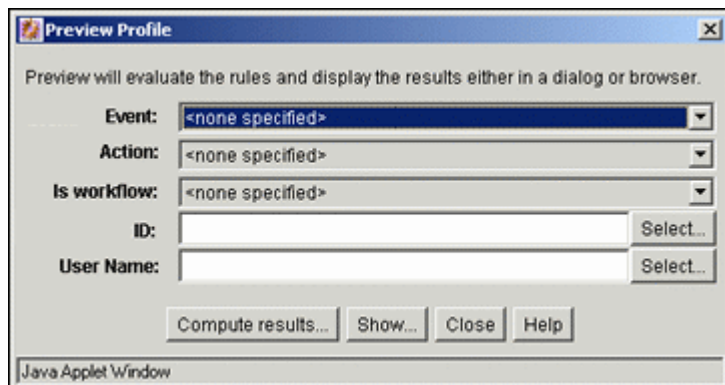 Preview Profile
Preview will evaluate the rules and display the results either in a dialog or browser.
Event: <none specified>
Action: <none specified>
Is workflow: <none specified>
ID: Select...
User Name: Select...
Compute results... Show... Close Help
Java Applet Window